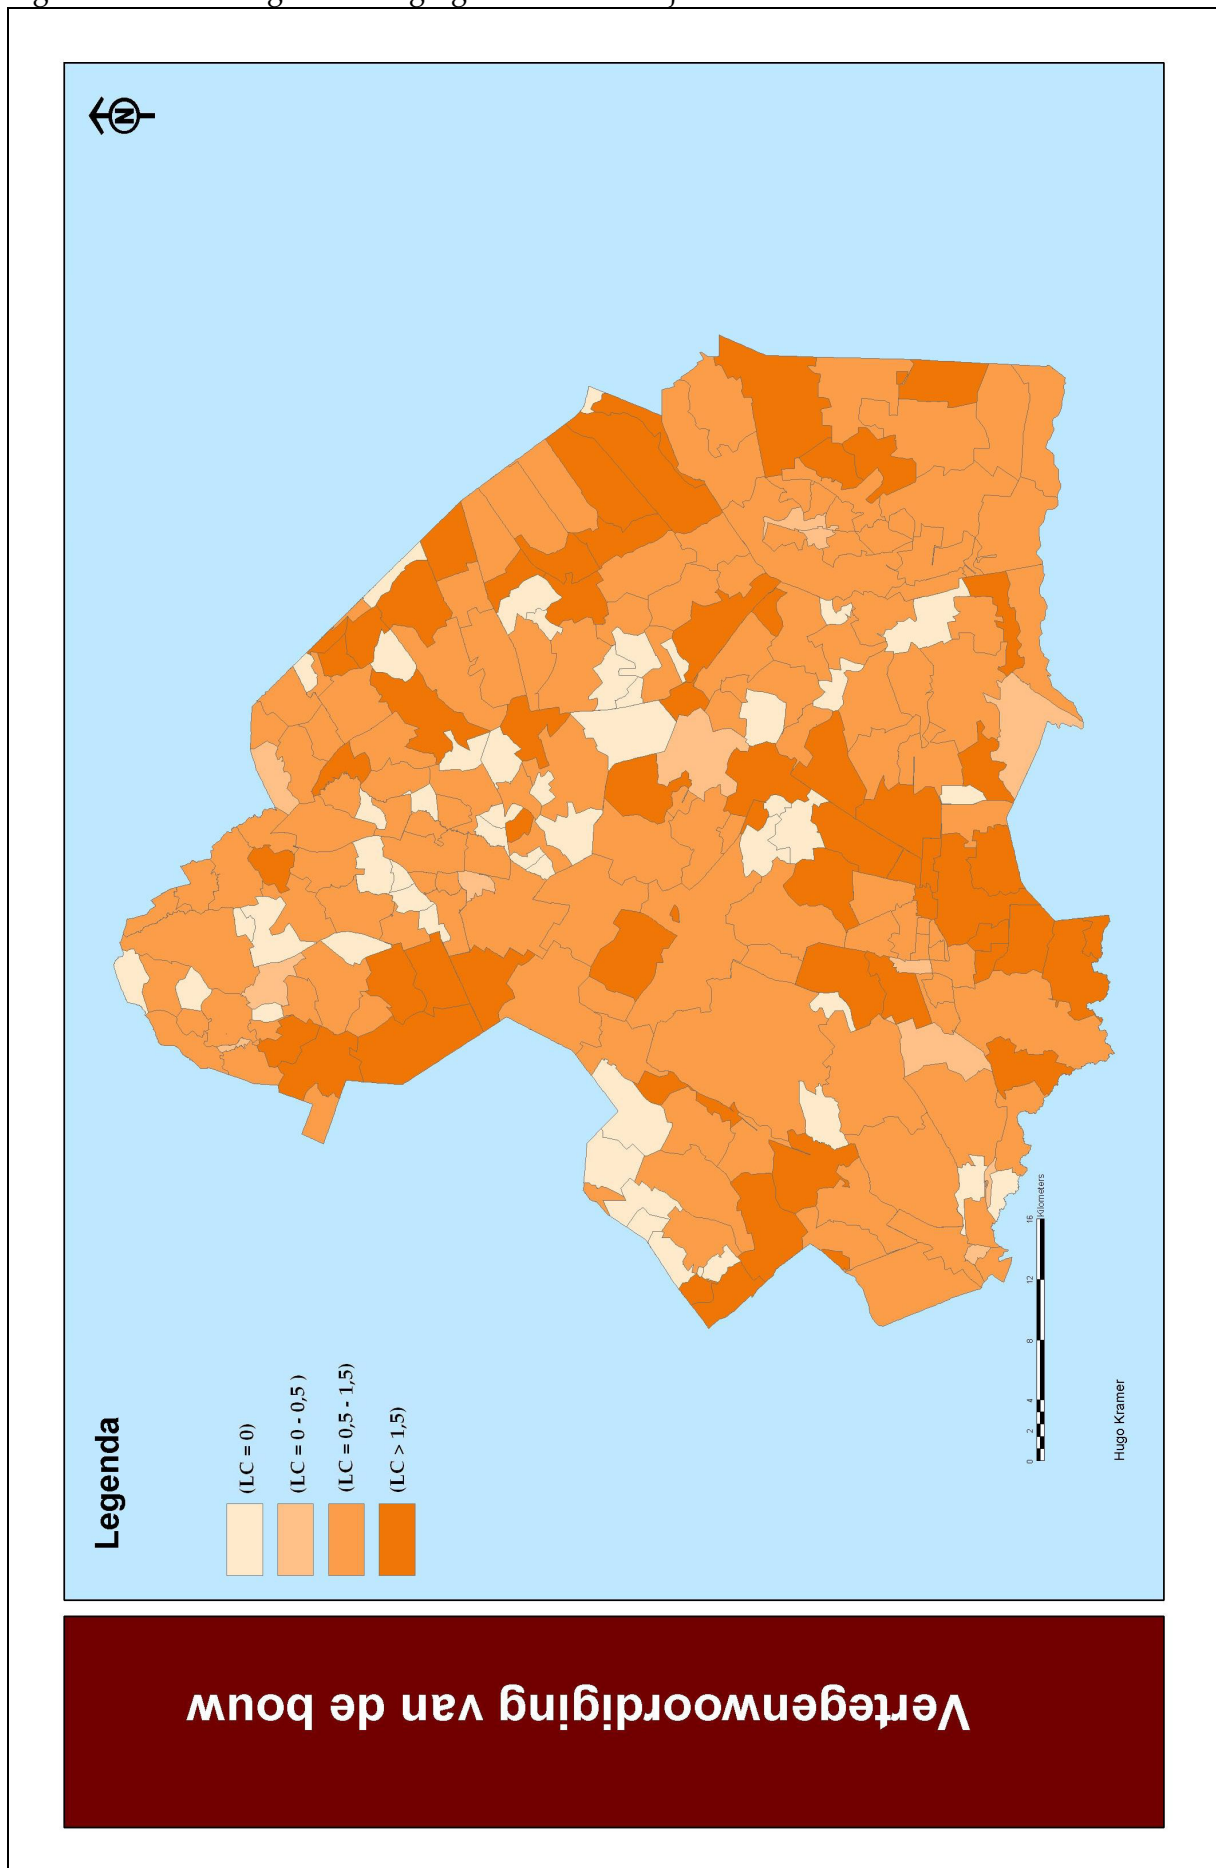 Vertegenwoordiging van de bouw
N
Legenda
(LC = 0)
(LC = 0 - 0,5 )
(LC = 0,5 - 1,5)
(LC > 1,5)
0 2 4 8 12 16
Kilometers
Hugo Kramer